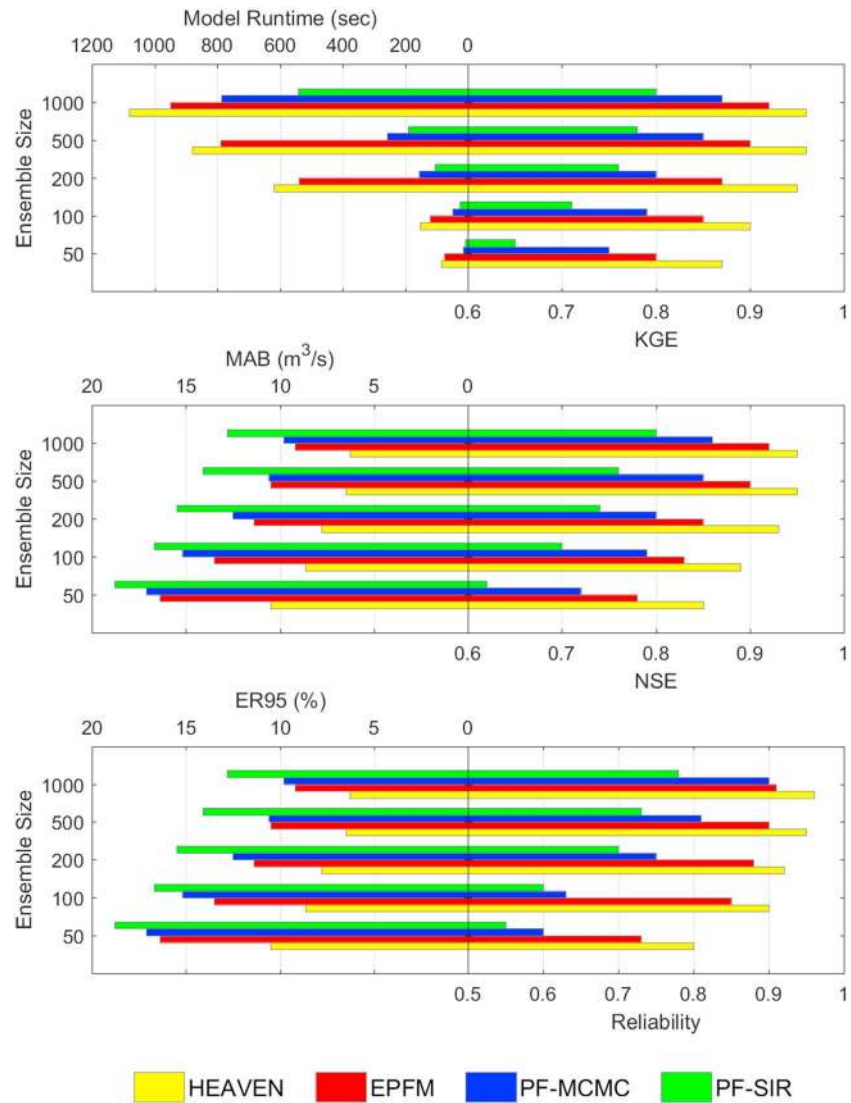 Model Runtime (sec)
1200 1000 800 600 400 200 0
Ensemble Size
1000
500
200
100
50
0.6 0.7 0.8 0.9 1
KGE
MAB (m³/s)
20 15 10 5 0
Ensemble Size
1000
500
200
100
50
0.6 0.7 0.8 0.9 1
NSE
ER95 (%)
20 15 10 5 0
Ensemble Size
1000
500
200
100
50
0.5 0.6 0.7 0.8 0.9 1
Reliability
HEAVEN EPFM PF-MCMC PF-SIR